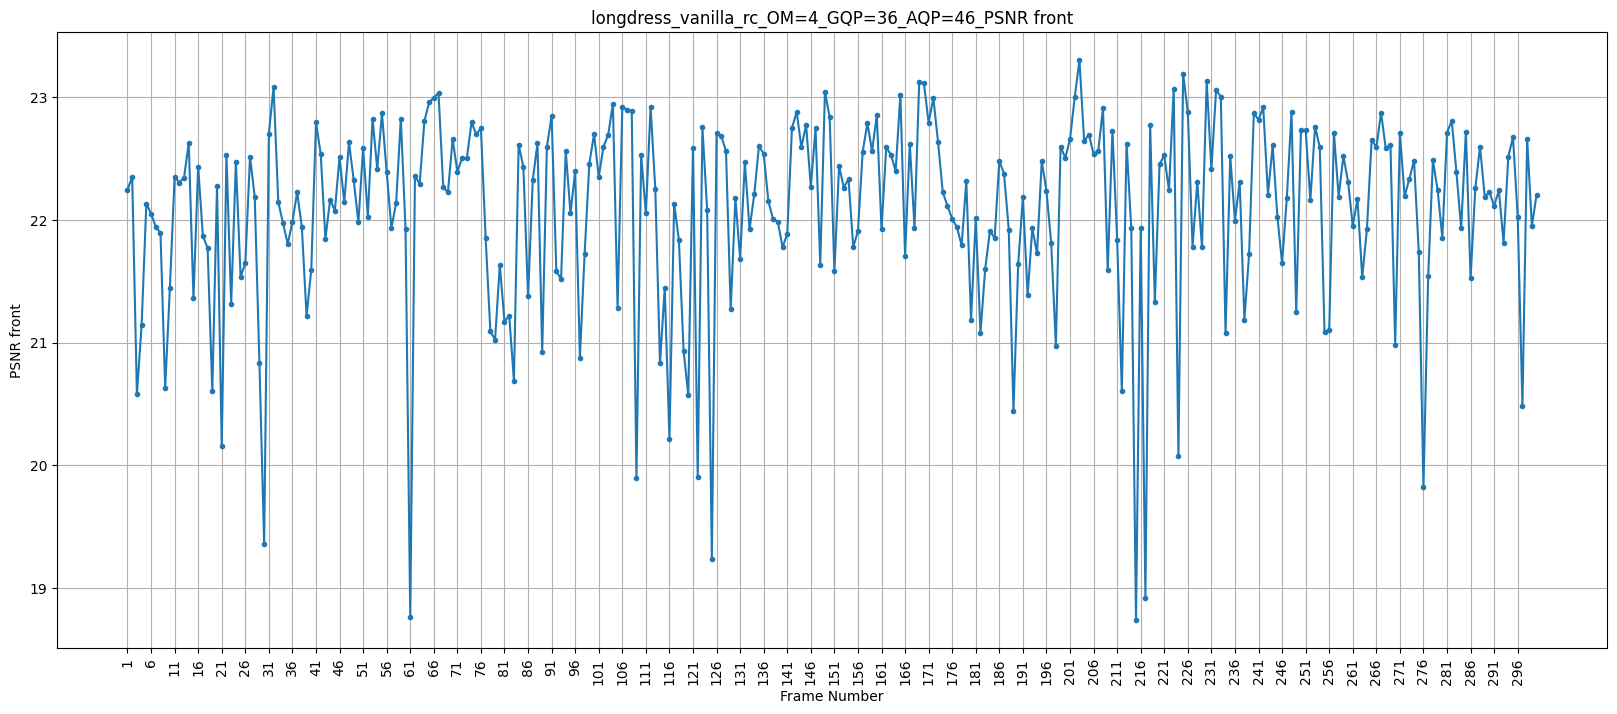 longdress_vanilla_rc_OM=4_GQP=36_AQP=46_PSNR front
PSNR front
23
22
21
20
19
1 6 11 16 21 26 31 36 41 46 51 56 61 66 71 76 81 86 91 96 101 106 111 116 121 126 131 136 141 146 151 156 161 166 171 176 181 186 191 196 201 206 211 216 221 226 231 236 241 246 251 256 261 266 271 276 281 286 291 296
Frame Number